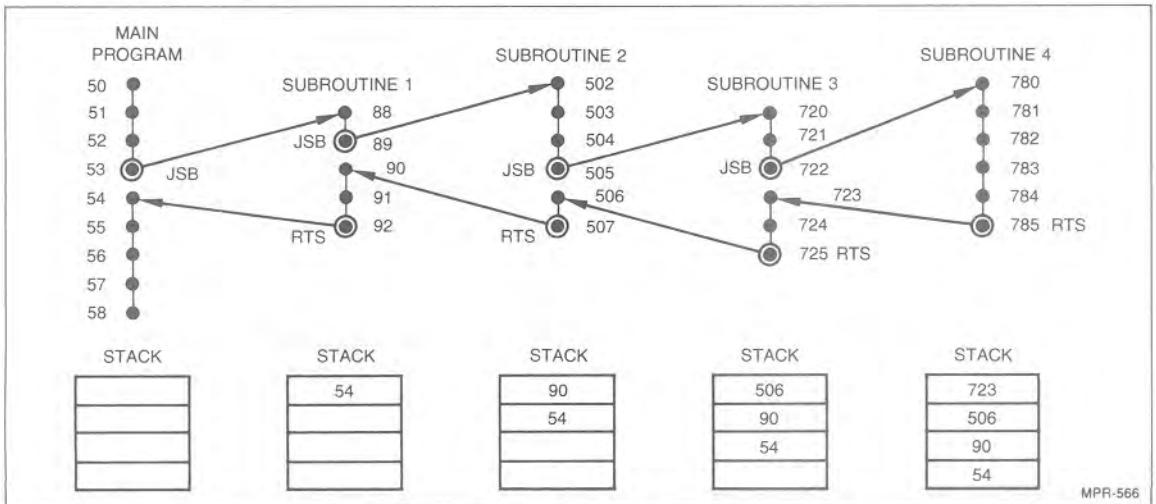 MAIN
PROGRAM
50
51
52
53
JSB
54
55
56
57
58
SUBROUTINE 1
88
JSB
89
90
91
RTS
92
SUBROUTINE 2
502
503
504
JSB
505
506
RTS
507
SUBROUTINE 3
720
721
JSB
722
723
724
725 RTS
SUBROUTINE 4
780
781
782
783
784
785 RTS
STACK
STACK
54
STACK
90
54
STACK
506
90
54
STACK
723
506
90
54
MPR-566